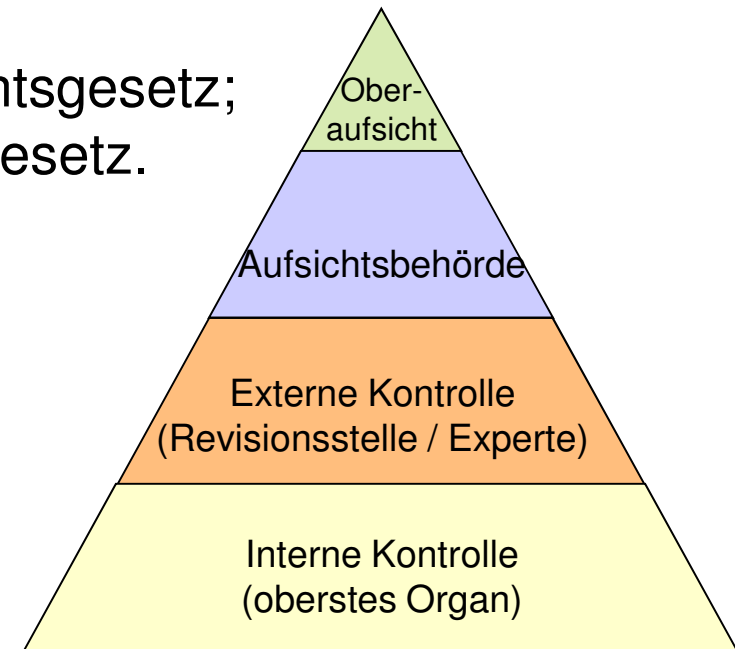 ntsgesetz;
esetz.
Ober-
aufsicht
Aufsichtsbehörde
Externe Kontrolle
(Revisionsstelle / Experte)
Interne Kontrolle
(oberstes Organ)